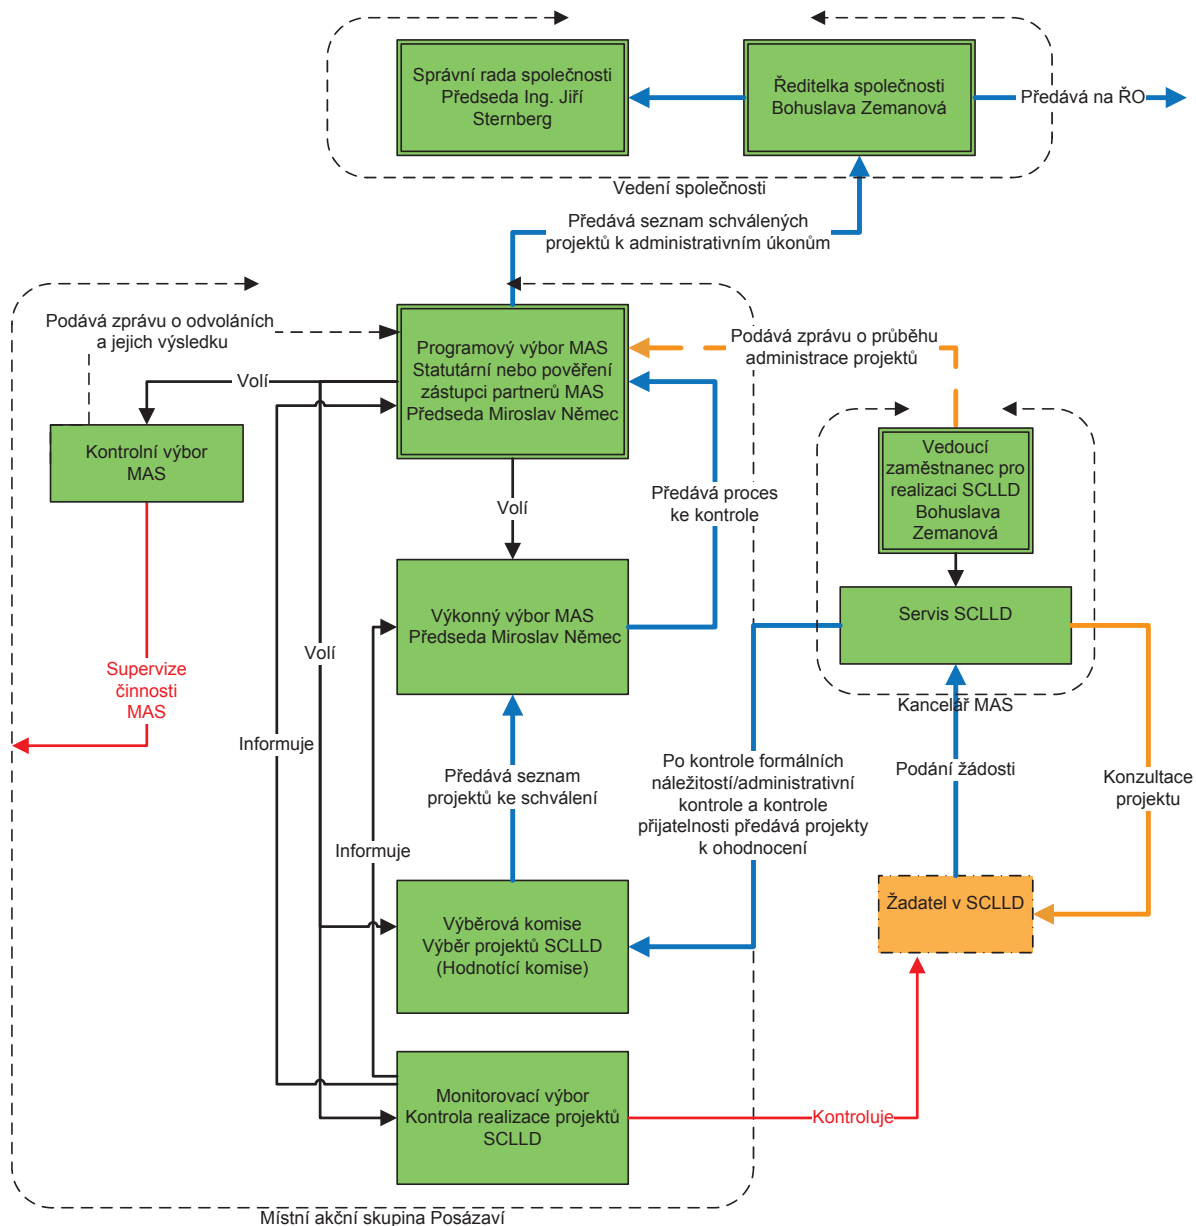 Správní rada společnosti
Předseda Ing. Jiří
Sternberg
Ředitelka společnosti
Bohuslava Zemanová
Předává na ŘO
Vedení společnosti
Předává seznam schválených
projektů k administrativním úkonům
Podává zprávu o odvoláních
a jejich výsledku
Programový výbor MAS
Statutární nebo pověření
zástupci partnerů MAS
Předseda Miroslav Němec
Podává zprávu o průběhu
administrace projektů
Volí
Kontrolní výbor
MAS
Vedoucí
zaměstnanec pro
realizaci SCLLD
Bohuslava
Zemanová
Předává proces
ke kontrole
Volí
Výkonný výbor MAS
Předseda Miroslav Němec
Servis SCLLD
Volí
Supervize
činnosti
MAS
Kancelář MAS
Informuje
Předává seznam
projektů ke schválení
Po kontrole formálních
náležitostí/administrativní
kontrole a kontrole
přijatelnosti předává projekty
k ohodnocení
Podání žádosti
Konzultace
projektu
Informuje
Výběrová komise
Výběr projektů SCLLD
(Hodnotící komise)
Žadatel v SCLLD
Monitorovací výbor
Kontrola realizace projektů
SCLLD
Kontroluje
Místní akční skupina Posázaví